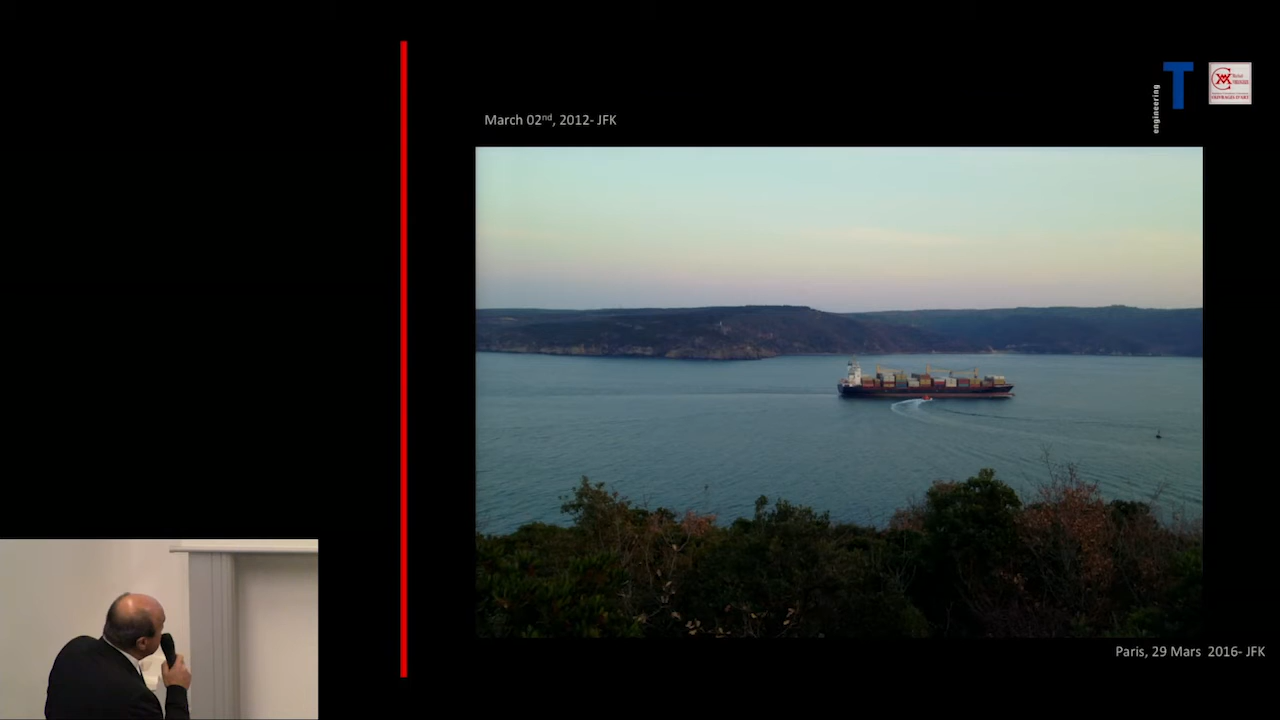 March 02nd, 2012- JFK
engineering
T
Paris, 29 Mars 2016- JFK